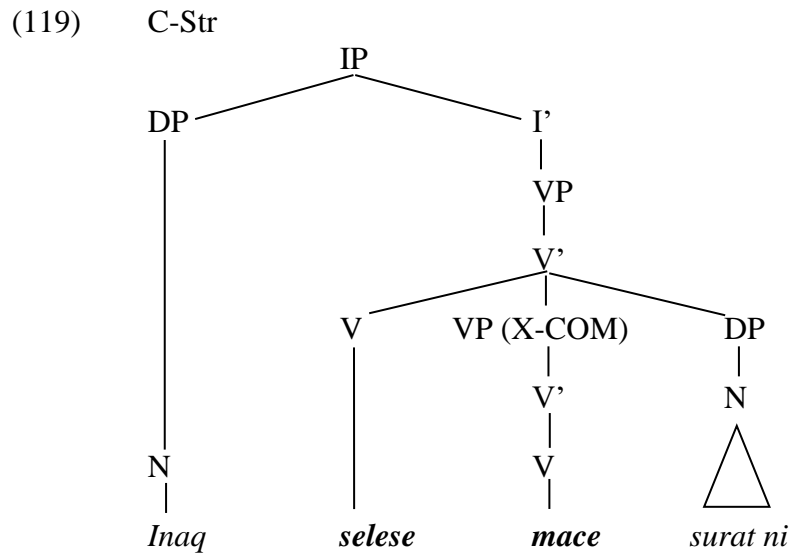 (119) C-Str
IP
DP I’
VP
V’
V VP (X-COM) DP
V’ N
N V
Inaq selese mace surat ni